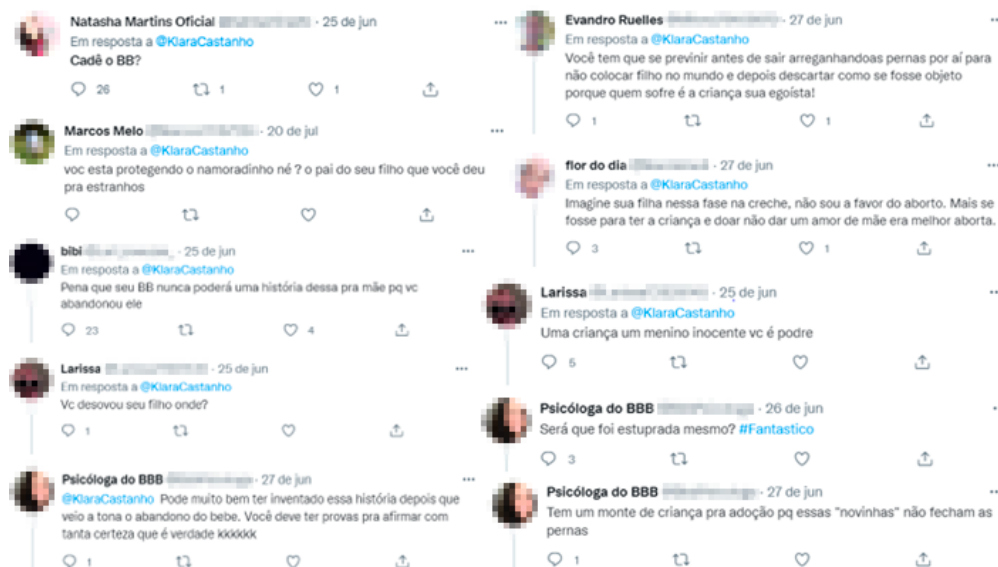 Natasha Martins Oficial · 25 de jun
Em resposta a @KlaraCastanho
Cadê o BB?
26 1 1
Marcos Melo · 20 de jul
Em resposta a @KlaraCastanho
voc esta protegendo o namoradinho né ? o pai do seu filho que você deu
pra estranhos
bibi · 25 de jun
Em resposta a @KlaraCastanho
Pena que seu BB nunca poderá uma história dessa pra mãe pq vc
abandonou ele
23 4
Larissa · 25 de jun
Em resposta a @KlaraCastanho
Vc desovou seu filho onde?
1
Psicóloga do BBB · 27 de jun
@KlaraCastanho Pode muito bem ter inventado essa história depois que
veio a tona o abandono do bebe. Você deve ter provas pra afirmar com
tanta certeza que é verdade kkkkkk
1
Evandro Ruelles · 27 de jun
Em resposta a @KlaraCastanho
Você tem que se previnir antes de sair arreganhandoas pernas por aí para
não colocar filho no mundo e depois descartar como se fosse objeto
porque quem sofre é a criança sua egoísta!
1 1
flor do dia · 27 de jun
Em resposta a @KlaraCastanho
Imagine sua filha nessa fase na creche, não sou a favor do aborto. Mais se
fosse para ter a criança e doar não dar um amor de mãe era melhor aborta.
3 1
Larissa · 25 de jun
Em resposta a @KlaraCastanho
Uma criança um menino inocente vc é podre
5
Psicóloga do BBB · 26 de jun
Será que foi estuprada mesmo? #Fantastico
3
Psicóloga do BBB · 27 de jun
Tem um monte de criança pra adoção pq essas "novinhas" não fecham as
pernas
1